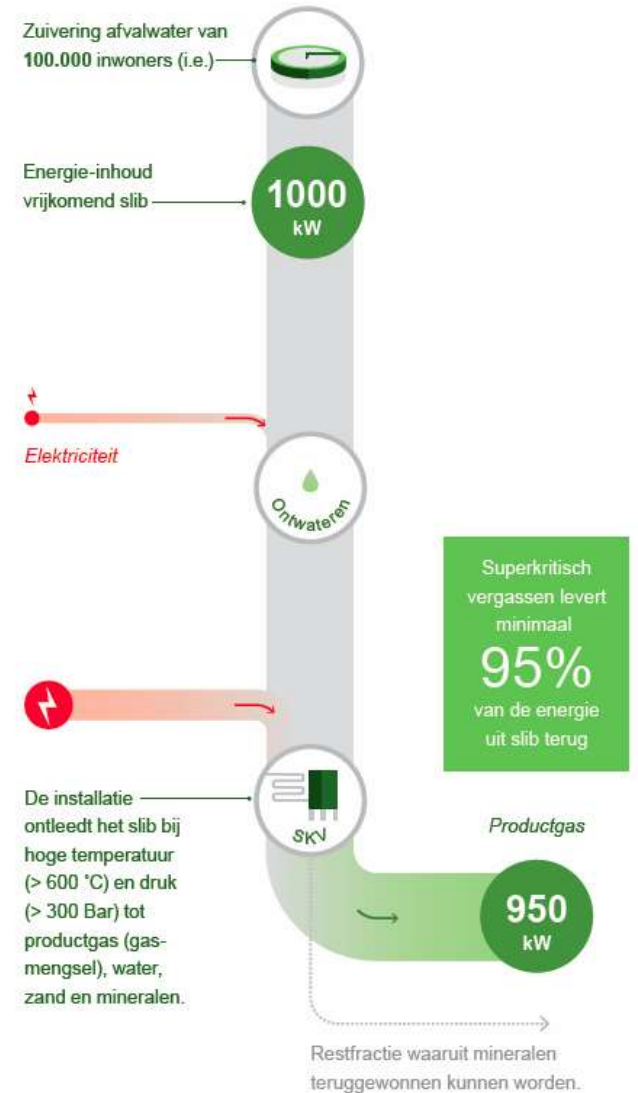 Zuivering afvalwater van
100.000 inwoners (i.e.)
Energie-inhoud
vrijkomend slib
1000
kW
Elektriciteit
Ontwateren
Superkritisch
vergassen levert
minimaal
95%
van de energie
uit slib terug
De installatie
ontleedt het slib bij
hoge temperatuur
(> 600 °C) en druk
(> 300 Bar) tot
productgas (gas-
mengsel), water,
zand en mineralen.
SKV
Productgas
950
kW
Restfractie waaruit mineralen
teruggewonnen kunnen worden.